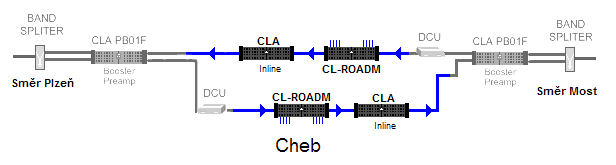 BAND
SPLITER
CLA PB01F
Booster
Preamp
Směr Plzeň
CLA
Inline
CL-ROADM
DCU
CLA PB01F
Booster
Preamp
BAND
SPLITER
Směr Most
DCU
CL-ROADM
CLA
Inline
Cheb